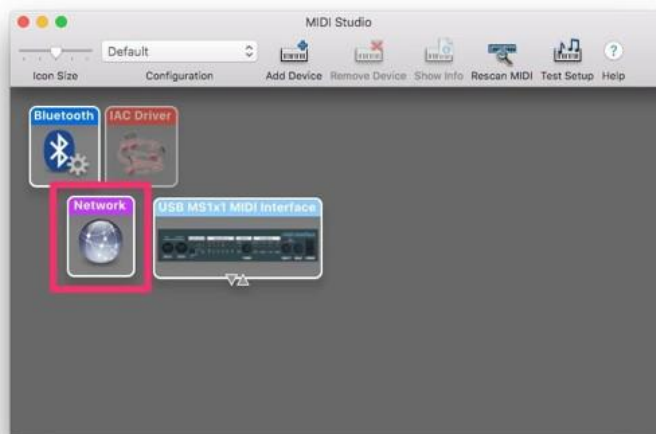 MIDI Studio
Default
Icon Size Configuration Add Device Remove Device Show Info Rescan MIDI Test Setup Help
?
Bluetooth IAC Driver
Network USB MS1x1 MIDI Interface